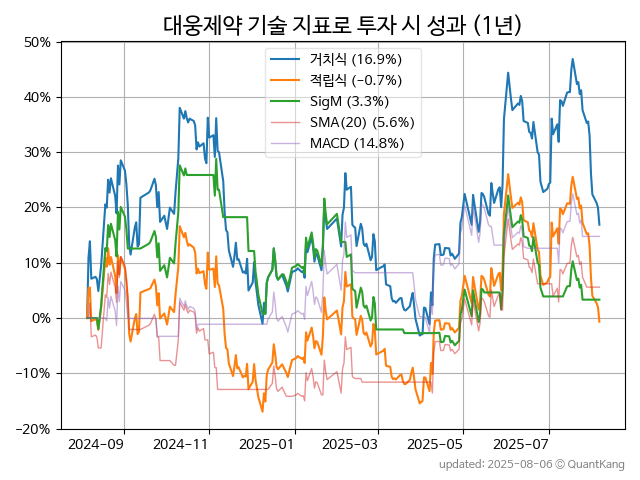 대웅제약 기술 지표로 투자 시 성과 (1년)
50%
40%
30%
20%
10%
0%
−10%
−20%
거치식 (16.9%)
적립식 (−0.7%)
SigM (3.3%)
SMA(20) (5.6%)
MACD (14.8%)
2024-09
2024-11
2025-01
2025-03
2025-05
2025-07
updated: 2025-08-06 ⓒ QuantKang